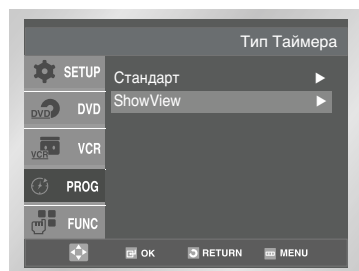 Тип Таймера
SETUP
Стандарт ▶
ShowView ▶
DVD DVD
VCR VCR
PROG
FUNC
OK RETURN MENU